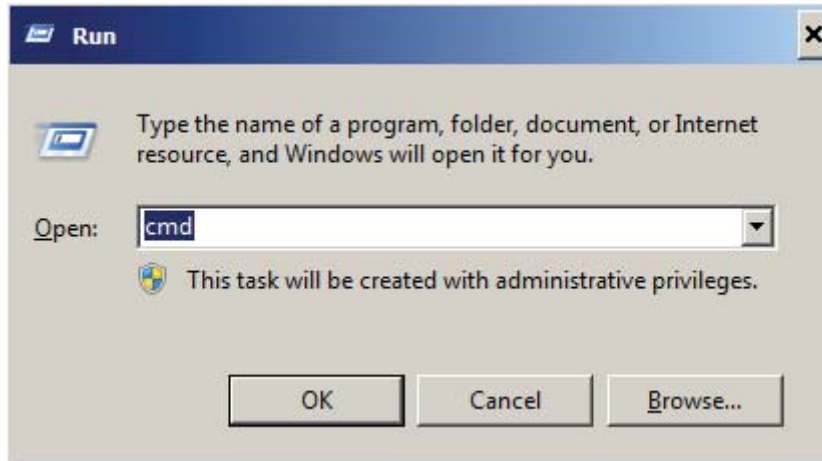 Run
Type the name of a program, folder, document, or Internet
resource, and Windows will open it for you.
Open: cmd
This task will be created with administrative privileges.
OK Cancel Browse...